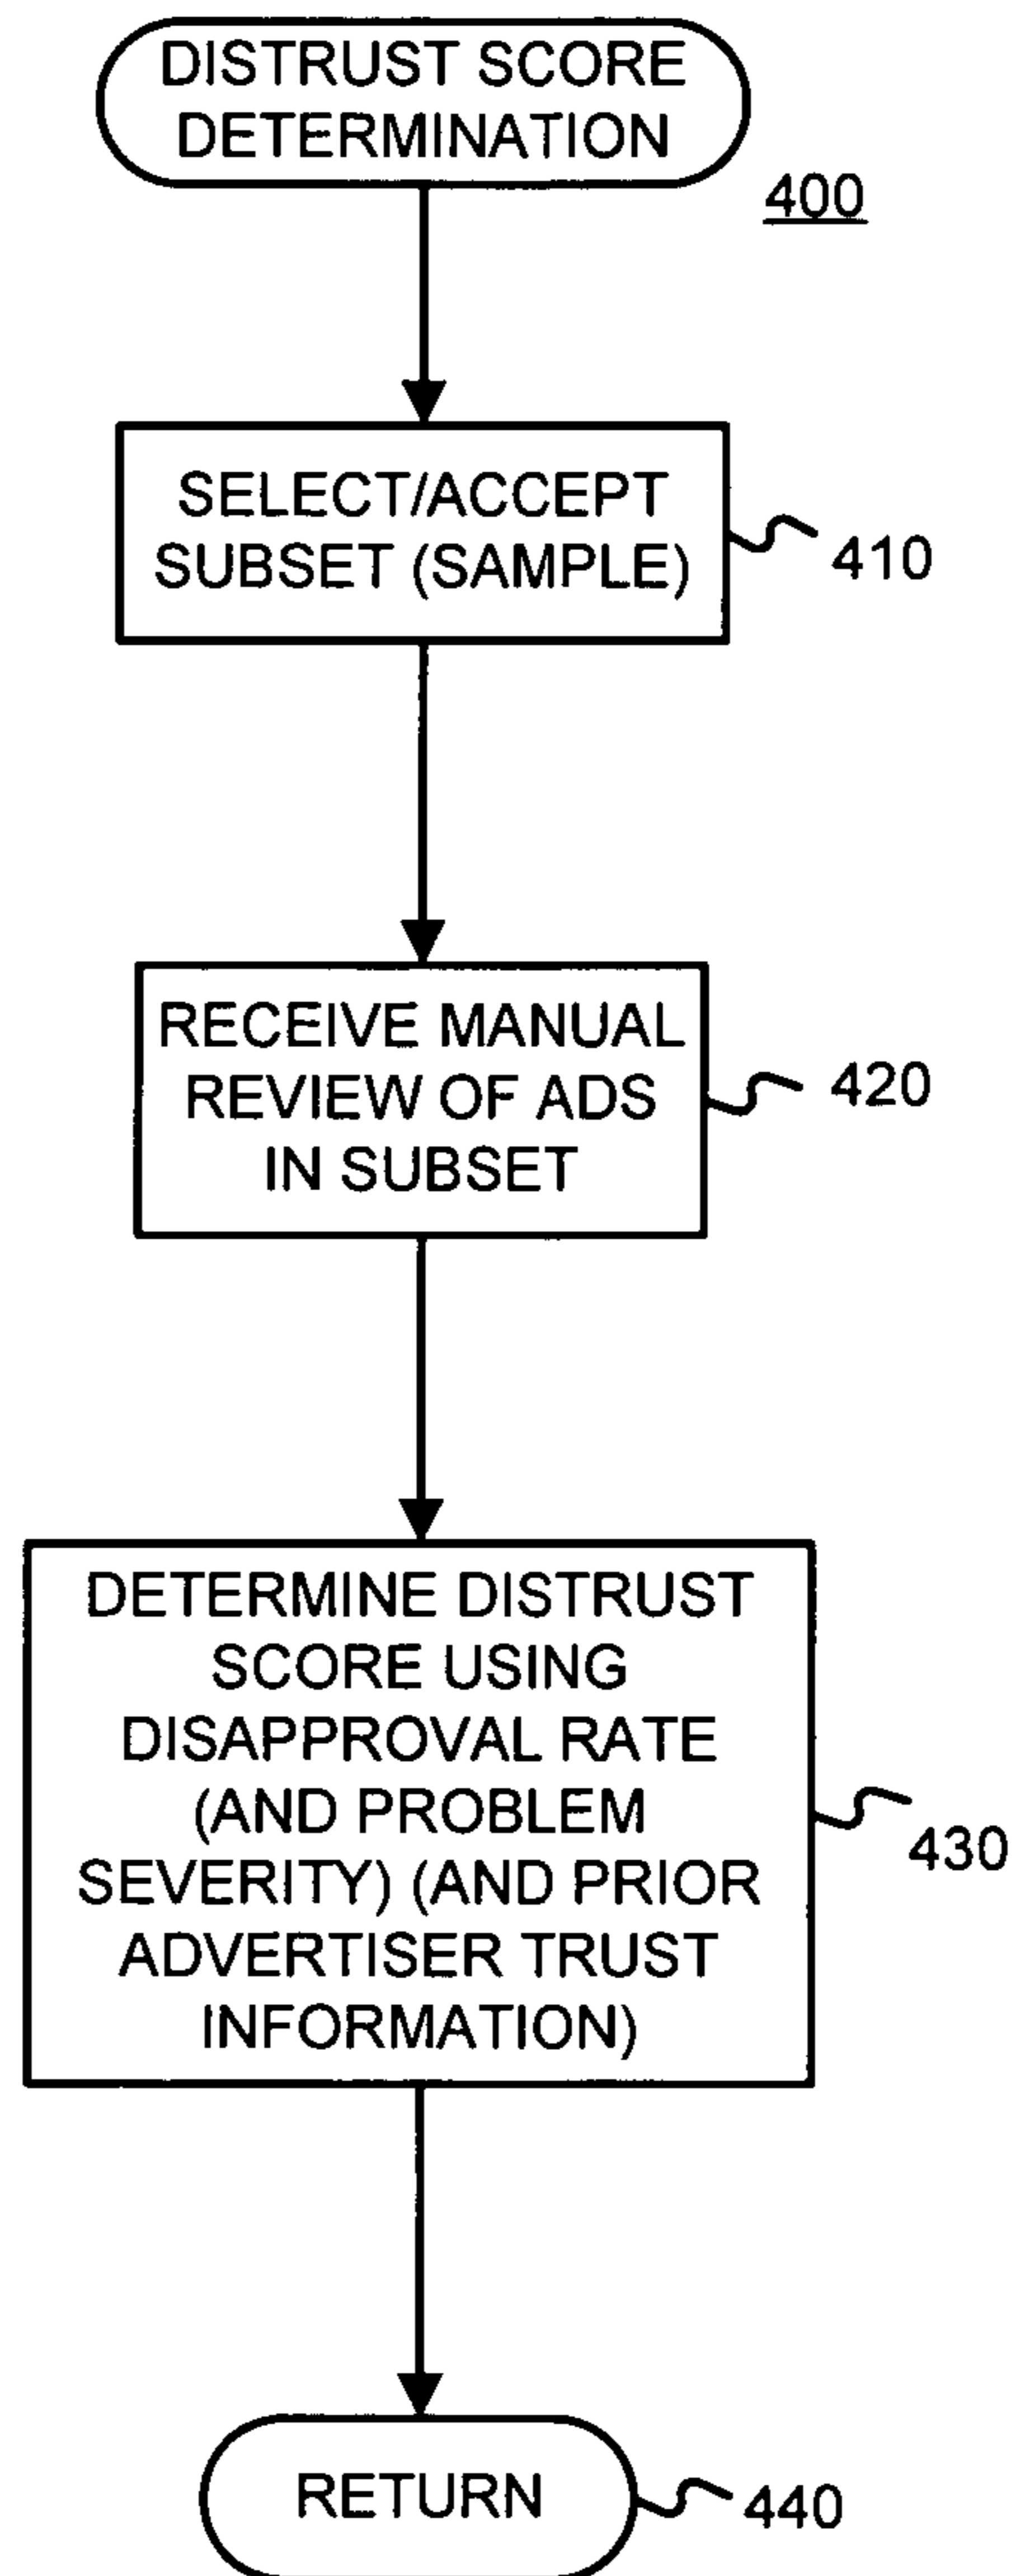 DISTRUST SCORE
DETERMINATION
400
SELECT/ACCEPT
SUBSET (SAMPLE)
410
RECEIVE MANUAL
REVIEW OF ADS
IN SUBSET
420
DETERMINE DISTRUST
SCORE USING
DISAPPROVAL RATE
(AND PROBLEM
SEVERITY) (AND PRIOR
ADVERTISER TRUST
INFORMATION)
430
RETURN
440